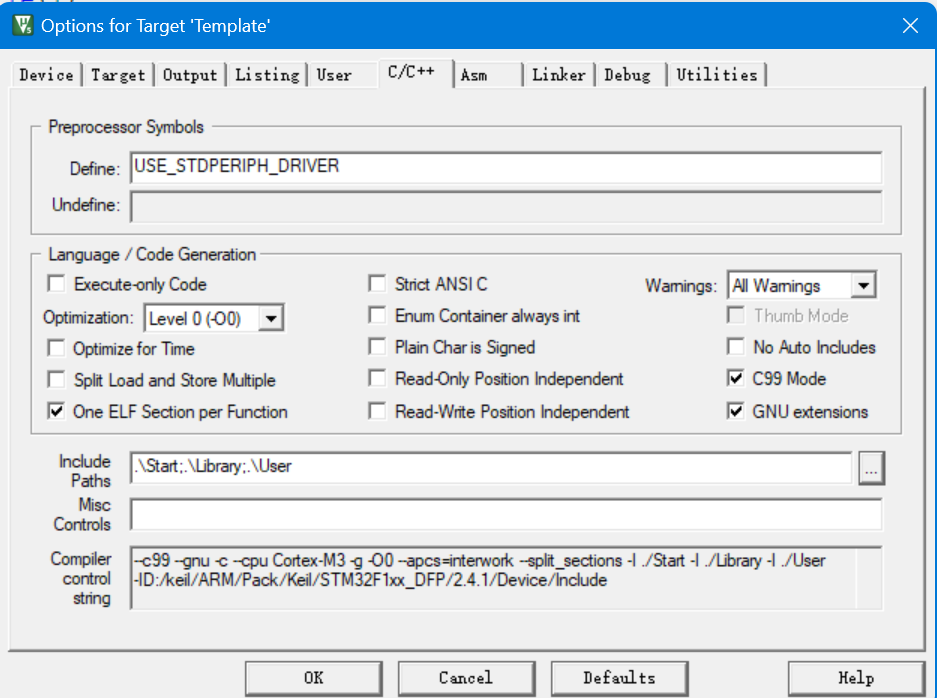 Options for Target 'Template'
Device Target Output Listing User C/C++ Asm Linker Debug Utilities
Preprocessor Symbols
Define: USE_STDPERIPH_DRIVER
Undefine:
Language / Code Generation
Execute-only Code Strict ANSI C Warnings: All Warnings
Optimization: Level 0 (-O0) Enum Container always int Thumb Mode
Optimize for Time Plain Char is Signed No Auto Includes
Split Load and Store Multiple Read-Only Position Independent C99 Mode
One ELF Section per Function Read-Write Position Independent GNU extensions
Include Paths .\Start;.\Library;.\User ...
Misc Controls
Compiler control string
--c99 --gnu -c --cpu Cortex-M3 -g -O0 --apcs=interwork --split_sections -I ./Start -I ./Library -I ./User
-ID:/keil/ARM/Pack/Keil/STM32F1xx_DFP/2.4.1/Device/Include
OK Cancel Defaults Help